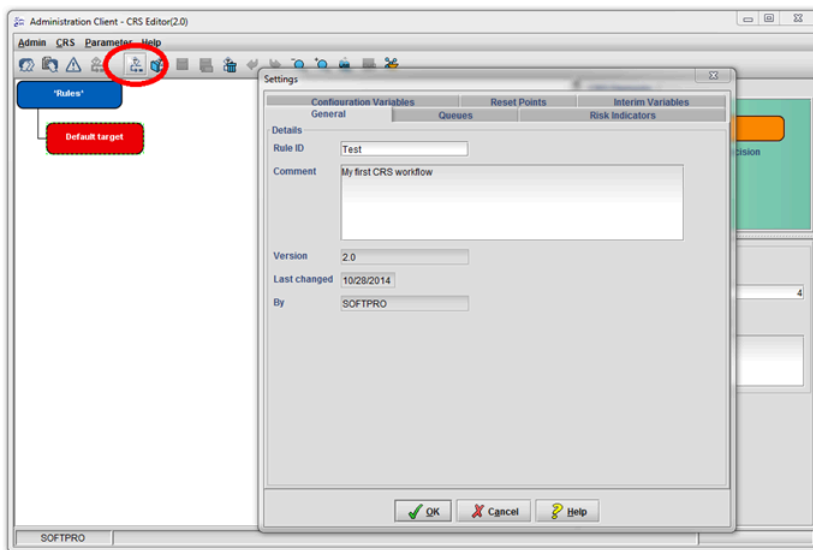 Administration Client - CRS Editor(2.0)
Admin CRS Parameter Help
*Rules*
Default target
Settings
Configuration Variables Reset Points Interim Variables
General Queues Risk Indicators
Details
Rule ID Test
Comment My first CRS workflow
Version 2.0
Last changed 10/28/2014
By SOFTPRO
cision
4
OK Cancel Help
SOFTPRO